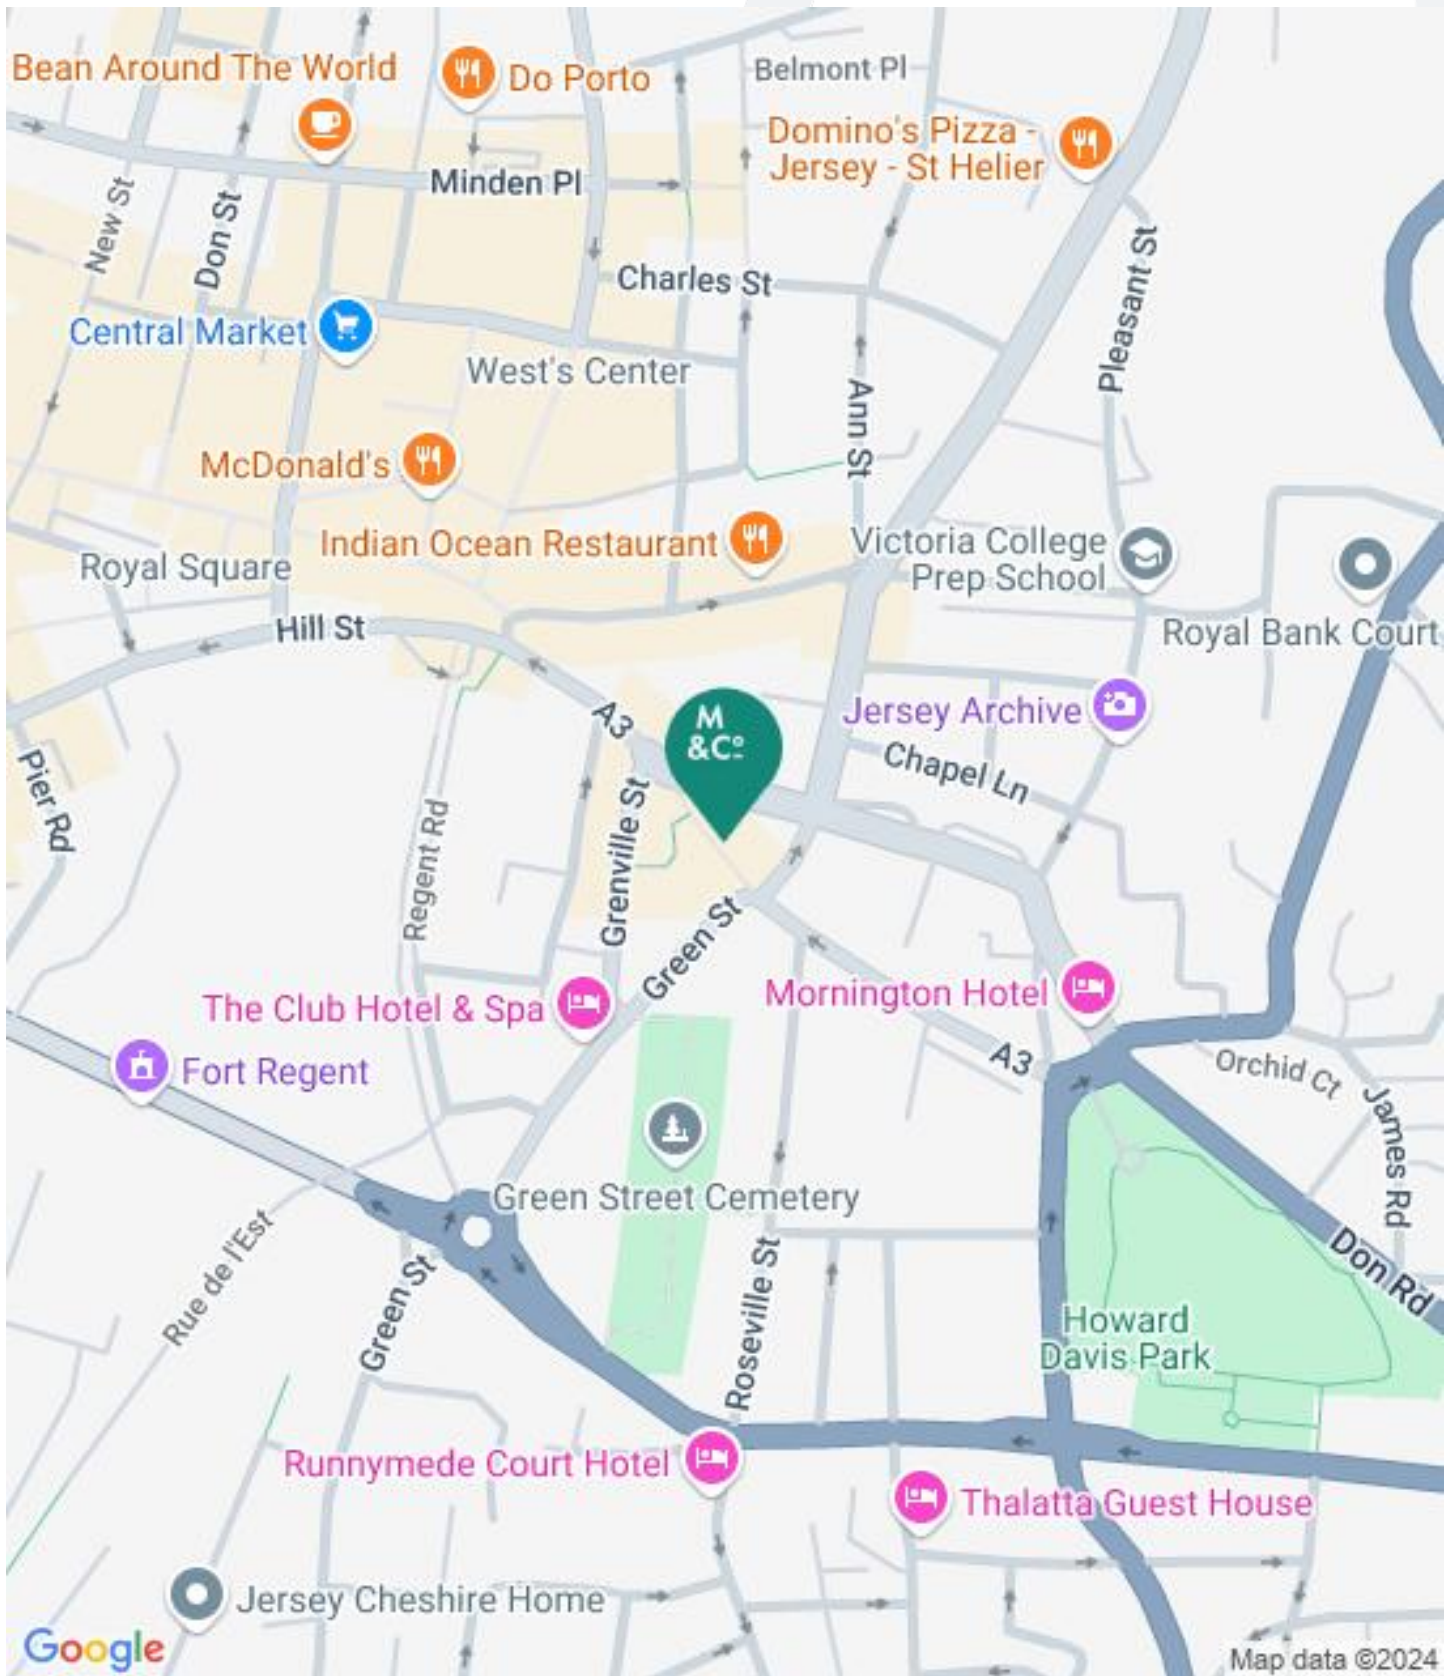 Bean Around The World
Do Porto
Belmont Pl
Domino's Pizza -
Jersey - St Helier
Minden Pl
New St
Don St
Charles St
Pleasant St
Central Market
West's Center
Ann St
McDonald's
Indian Ocean Restaurant
Victoria College
Prep School
Royal Square
Hill St
Royal Bank Court
A3
M
&Cº
Jersey Archive
Chapel Ln
Pier Rd
Regent Rd
Grenville St
Green St
The Club Hotel & Spa
Mornington Hotel
A3
Orchid Ct
Fort Regent
James Rd
Green Street Cemetery
Rue de l'Est
Green St
Roseville St
Don Rd
Howard
Davis Park
Runnymede Court Hotel
Thalatta Guest House
Jersey Cheshire Home
Google
Map data ©2024